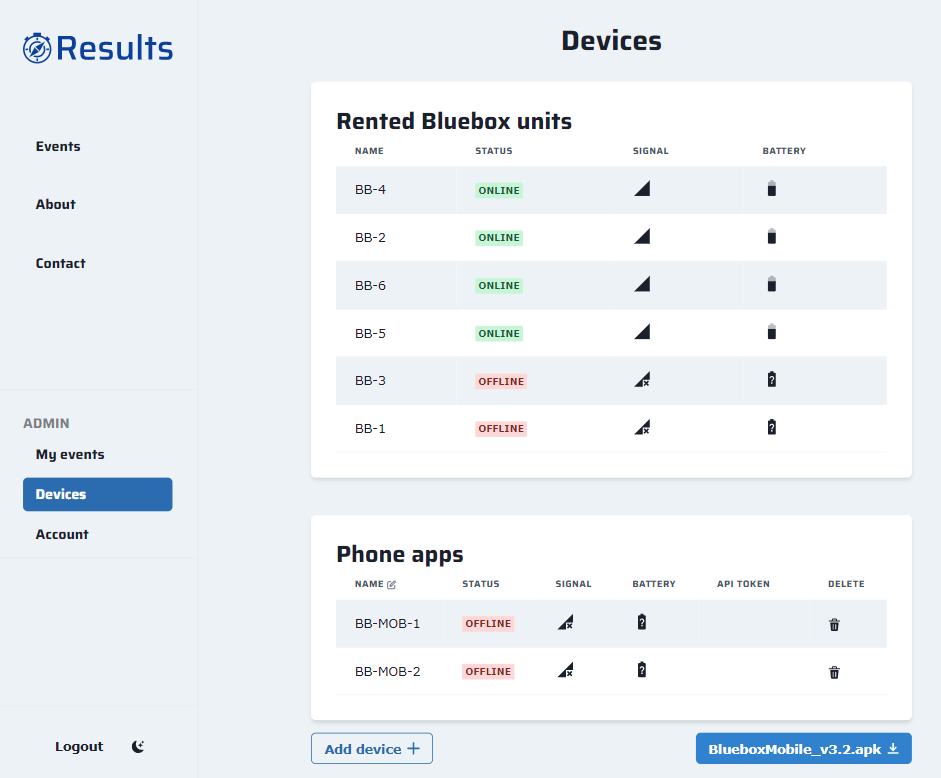 Results
Events
About
Contact
ADMIN
My events
Devices
Account
Logout
Devices
Rented Bluebox units
NAME STATUS SIGNAL BATTERY
BB-4 ONLINE
BB-2 ONLINE
BB-6 ONLINE
BB-5 ONLINE
BB-3 OFFLINE ?
BB-1 OFFLINE ?
Phone apps
NAME STATUS SIGNAL BATTERY API TOKEN DELETE
BB-MOB-1 OFFLINE ?
BB-MOB-2 OFFLINE ?
Add device +
BlueboxMobile_v3.2.apk